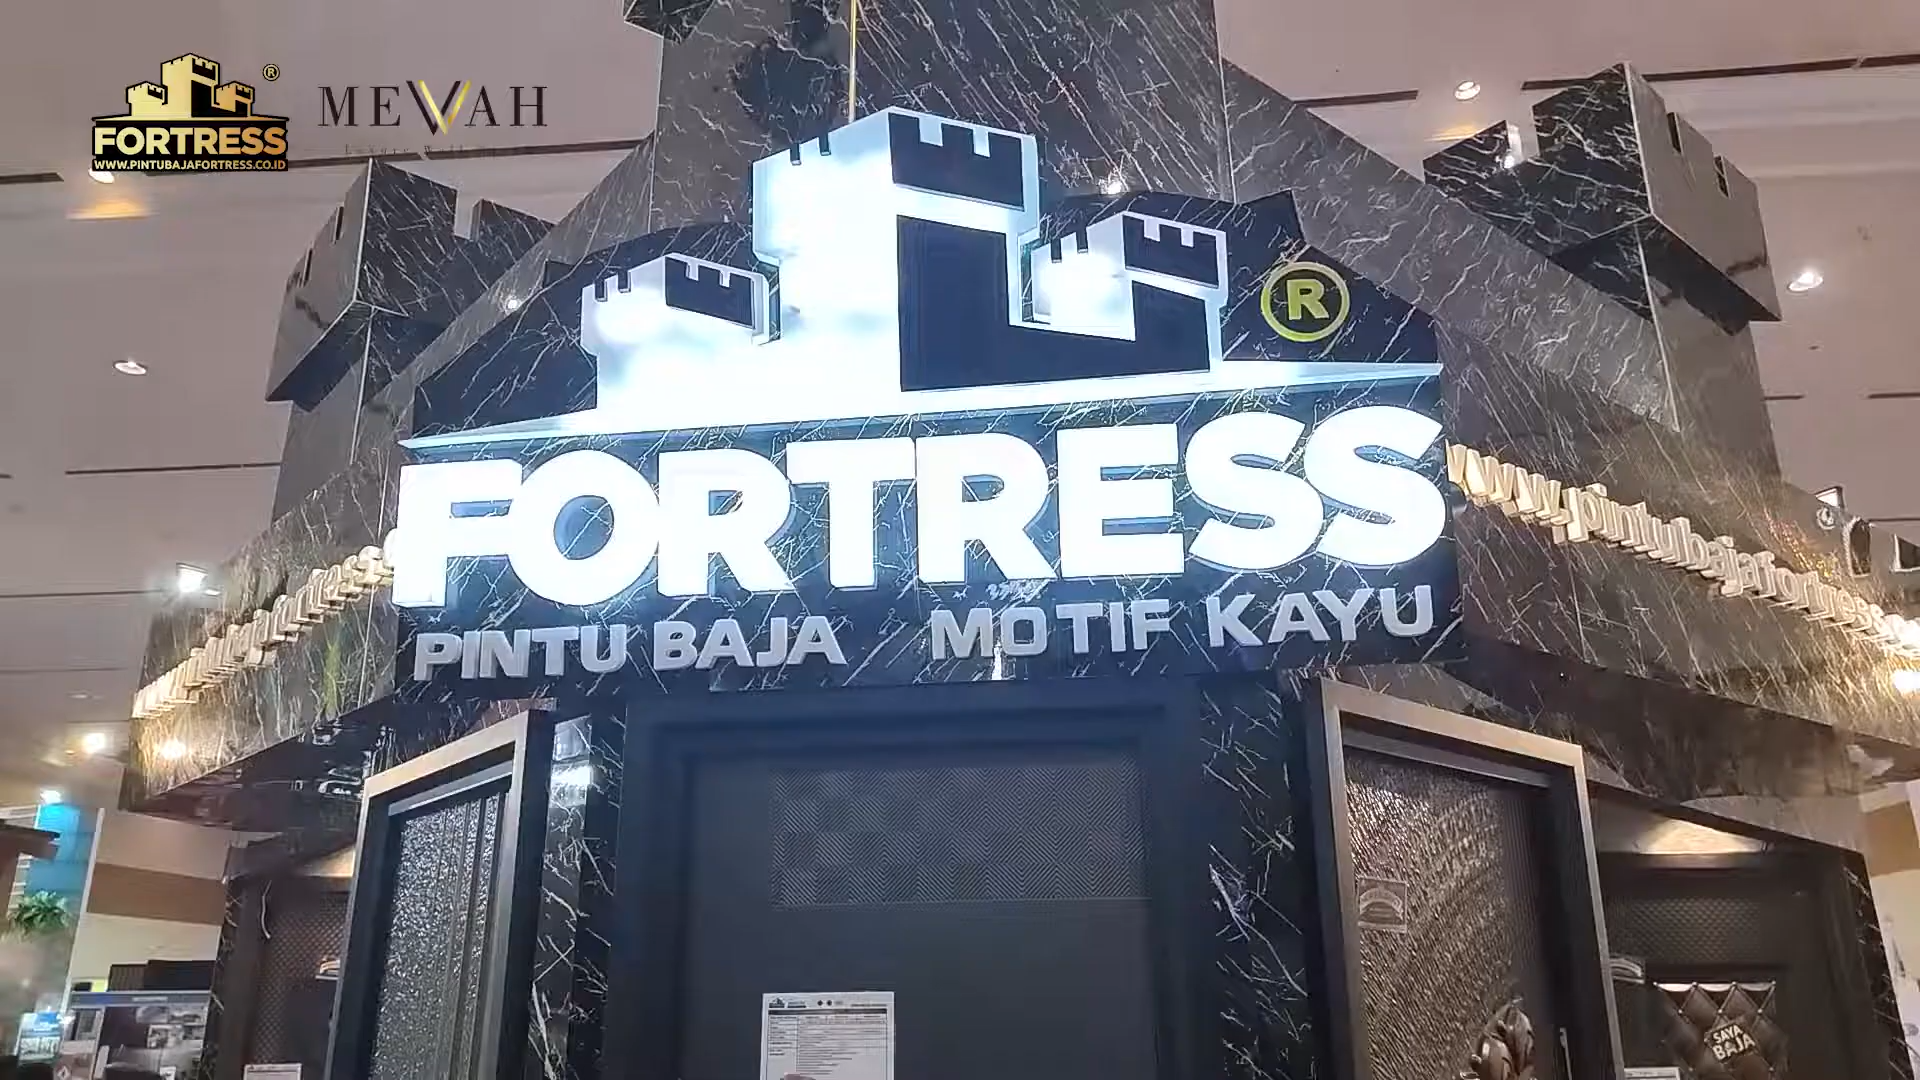 ®
FORTRESS
WWW.PINTUBAJAFORTRESS.CO.ID
MEWAH
®
FORTRESS
PINTU BAJA MOTIF KAYU
www.pintubajafortress
SAYA
BAJA